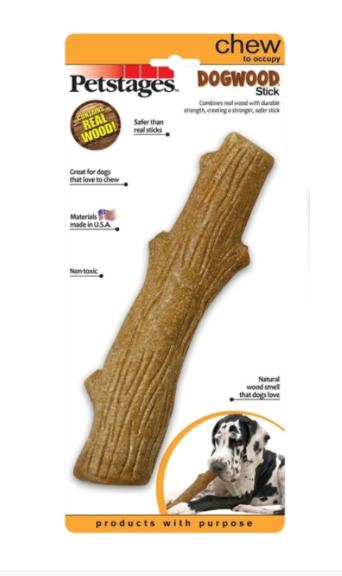 chew
to occupy
Petstages
DOGWOOD
Stick
Combines real wood with durable
strength, creating a stronger, safer stick
CONTAINS
REAL
WOOD!
Safer than
real sticks
Great for dogs
that love to chew
Materials
made in U.S.A.
Non-toxic
Natural
wood smell
that dogs love
products with purpose